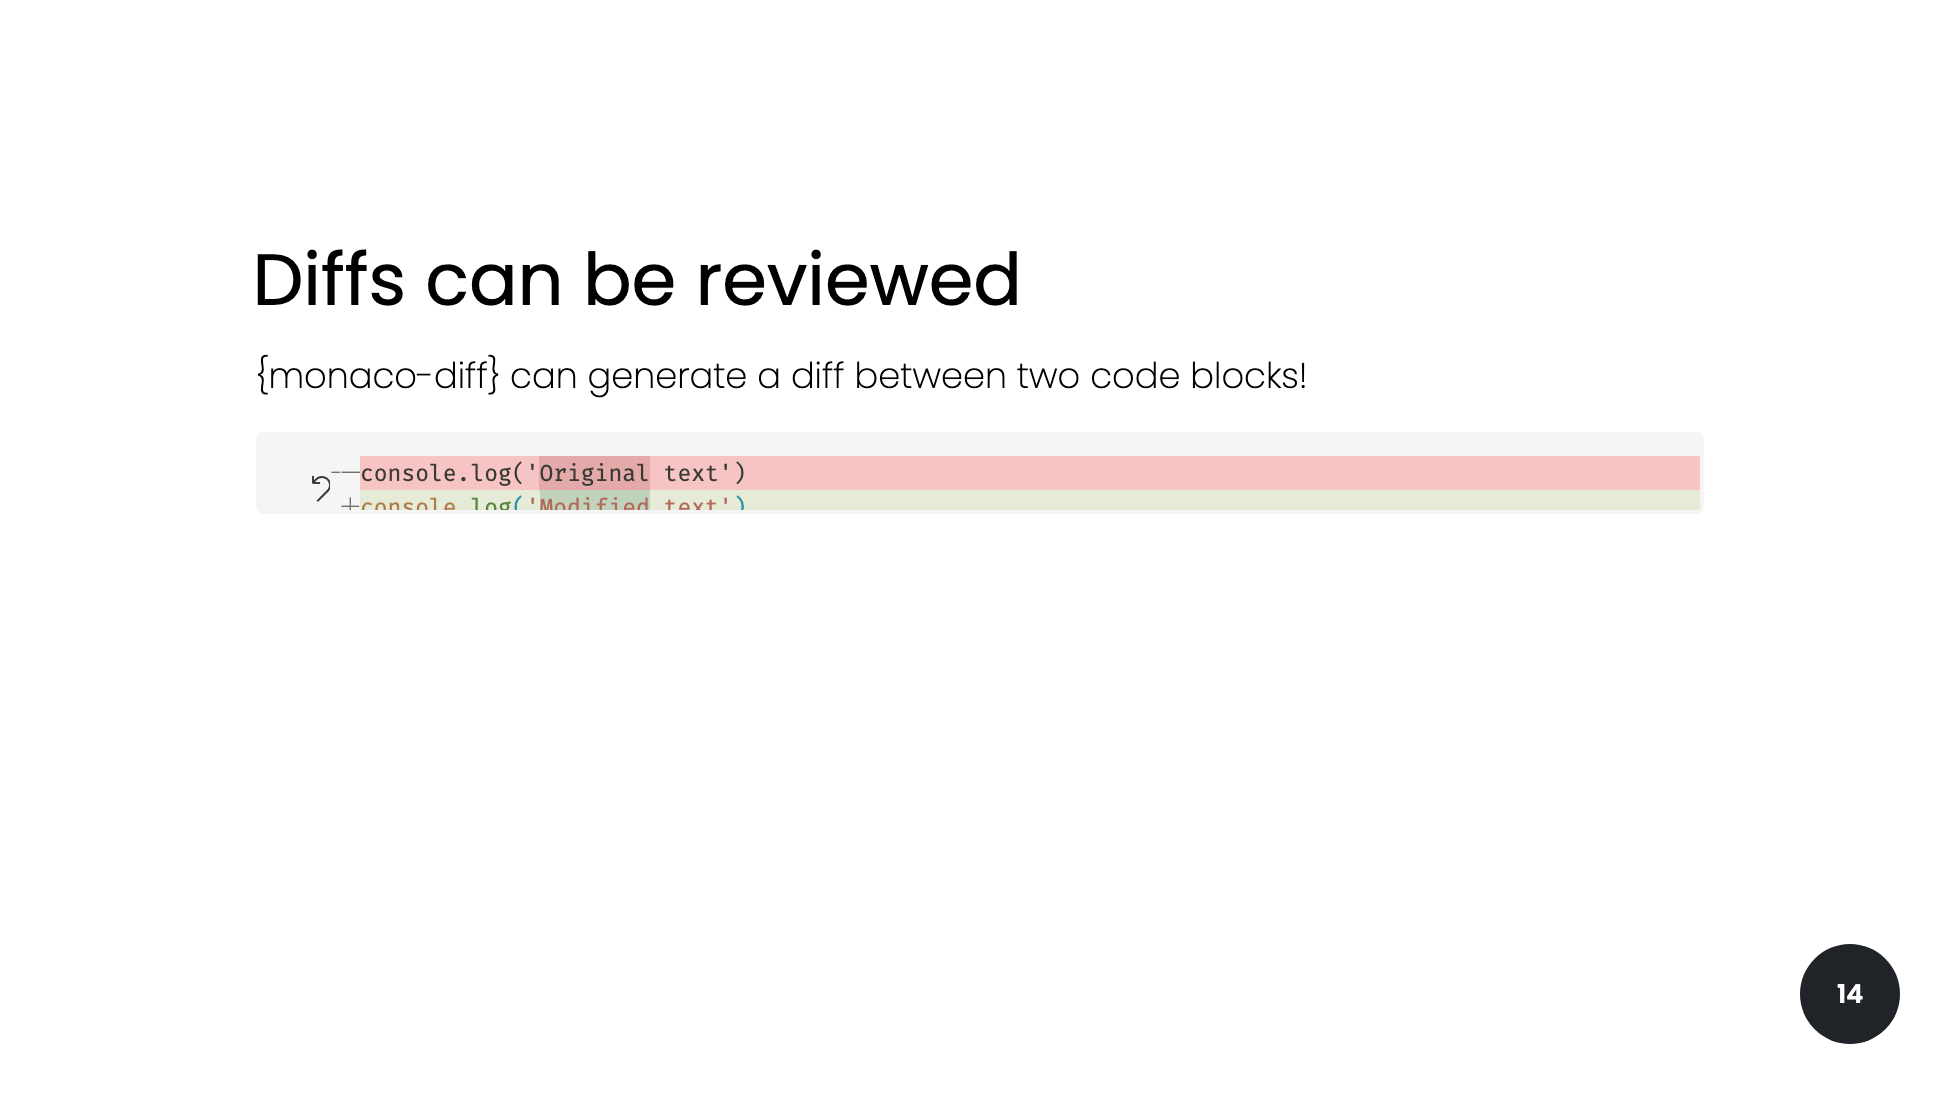 Diffs can be reviewed
{monaco-diff} can generate a diff between two code blocks!
—console.log('Original text')
+console.log('Modified text')
14